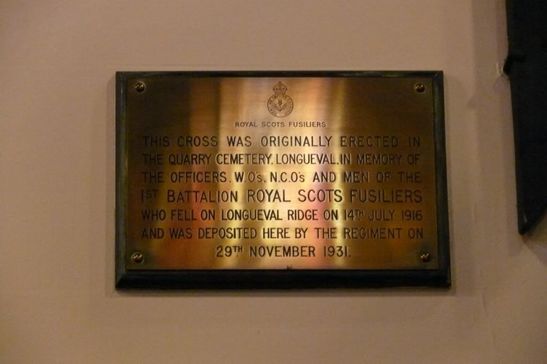 ROYAL SCOTS FUSILIERS
THIS CROSS WAS ORIGINALLY ERECTED IN
THE QUARRY CEMETERY, LONGUEVAL, IN MEMORY OF
THE OFFICERS, W.O's. N.C.O's AND MEN OF THE
1ST BATTALION ROYAL SCOTS FUSILIERS
WHO FELL ON LONGUEVAL RIDGE ON 14TH JULY 1916
AND WAS DEPOSITED HERE BY THE REGIMENT ON
29TH NOVEMBER 1931.